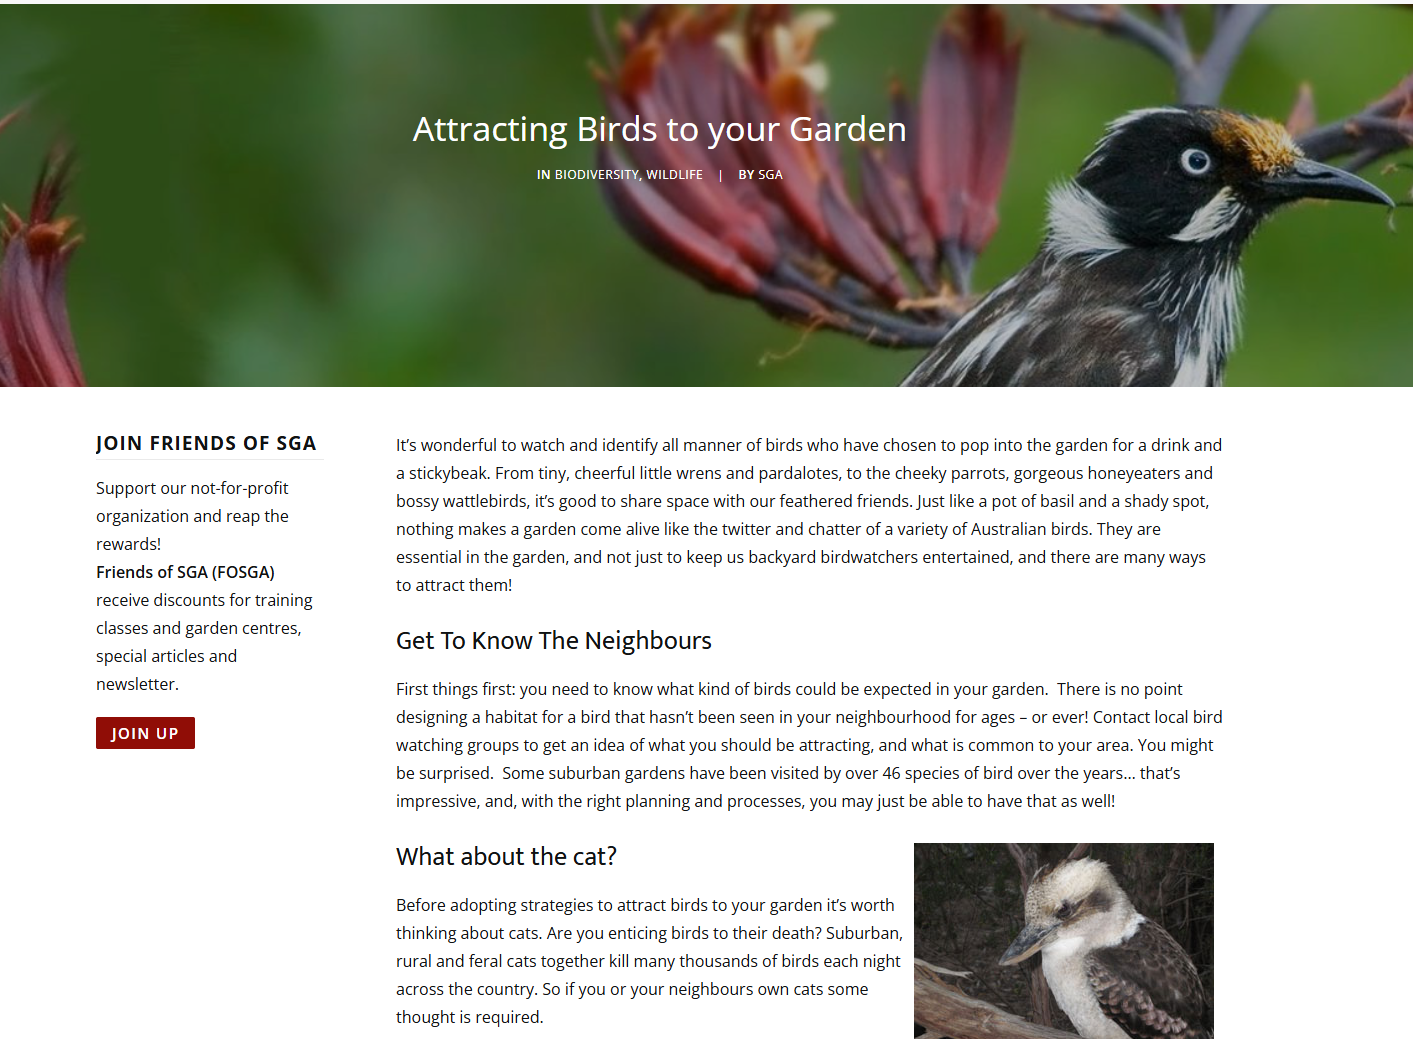 Attracting Birds to your Garden
IN BIODIVERSITY, WILDLIFE | BY SGA
JOIN FRIENDS OF SGA
Support our not-for-profit
organization and reap the
rewards!
Friends of SGA (FOSGA)
receive discounts for training
classes and garden centres,
special articles and
newsletter.
JOIN UP
It’s wonderful to watch and identify all manner of birds who have chosen to pop into the garden for a drink and
a stickybeak. From tiny, cheerful little wrens and pardalotes, to the cheeky parrots, gorgeous honeyeaters and
bossy wattlebirds, it’s good to share space with our feathered friends. Just like a pot of basil and a shady spot,
nothing makes a garden come alive like the twitter and chatter of a variety of Australian birds. They are
essential in the garden, and not just to keep us backyard birdwatchers entertained, and there are many ways
to attract them!
Get To Know The Neighbours
First things first: you need to know what kind of birds could be expected in your garden.  There is no point
designing a habitat for a bird that hasn’t been seen in your neighbourhood for ages – or ever! Contact local bird
watching groups to get an idea of what you should be attracting, and what is common to your area. You might
be surprised.  Some suburban gardens have been visited by over 46 species of bird over the years… that’s
impressive, and, with the right planning and processes, you may just be able to have that as well!
What about the cat?
Before adopting strategies to attract birds to your garden it’s worth
thinking about cats. Are you enticing birds to their death? Suburban,
rural and feral cats together kill many thousands of birds each night
across the country. So if you or your neighbours own cats some
thought is required.